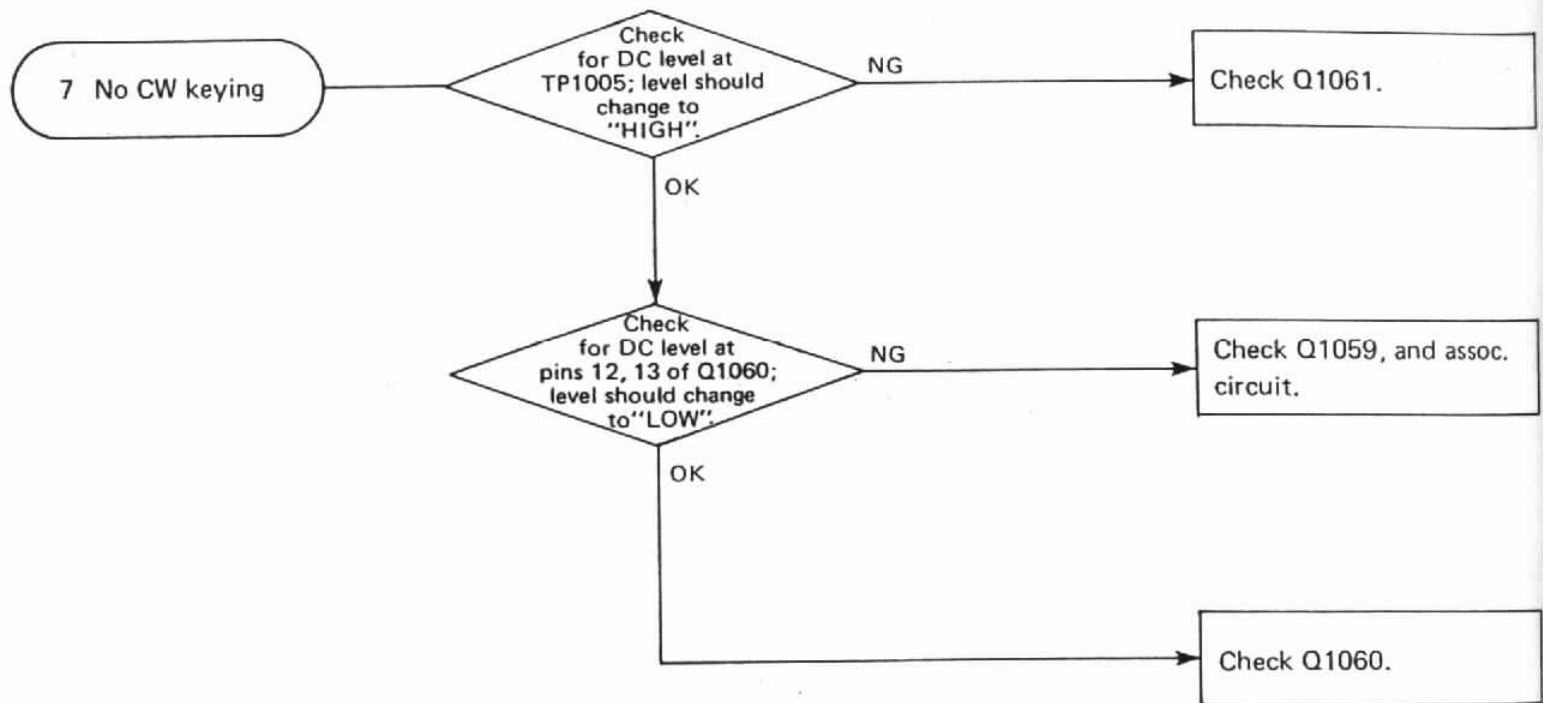 7 No CW keying
Check
for DC level at
TP1005; level should
change to
"HIGH".
NG
Check Q1061.
OK
Check
for DC level at
pins 12, 13 of Q1060;
level should change
to "LOW".
NG
Check Q1059, and assoc.
circuit.
OK
Check Q1060.